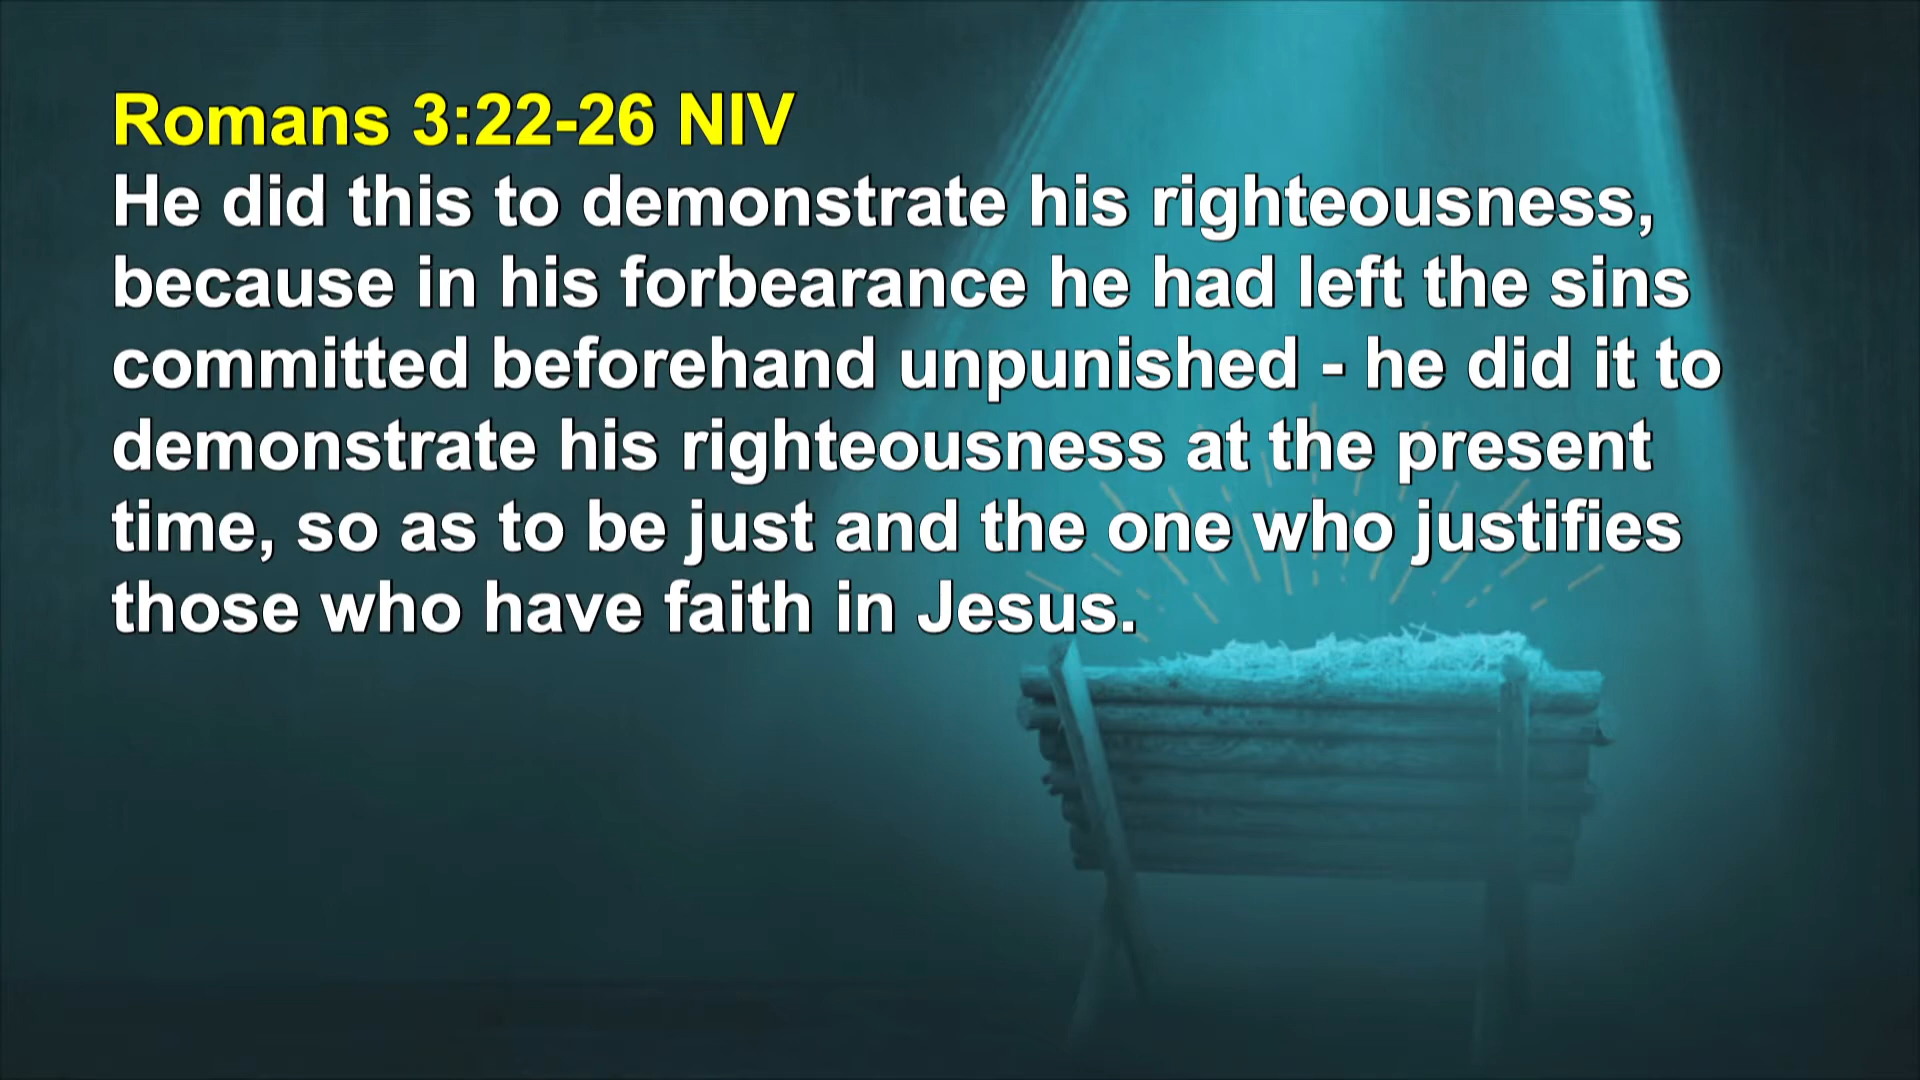 Romans 3:22-26 NIV
He did this to demonstrate his righteousness,
because in his forbearance he had left the sins
committed beforehand unpunished - he did it to
demonstrate his righteousness at the present
time, so as to be just and the one who justifies
those who have faith in Jesus.